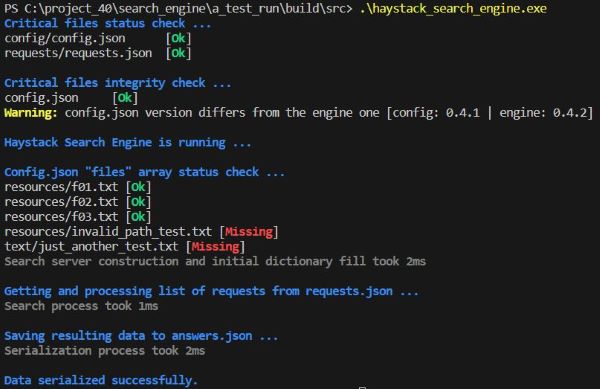 PS C:\project_40\search_engine\a_test_run\build\src> .\haystack_search_engine.exe
Critical files status check ...
config/config.json [Ok]
requests/requests.json [Ok]
Critical files integrity check ...
config.json [Ok]
Warning: config.json version differs from the engine one [config: 0.4.1 | engine: 0.4.2]
Haystack Search Engine is running ...
Config.json "files" array status check ...
resources/f01.txt [Ok]
resources/f02.txt [Ok]
resources/f03.txt [Ok]
resources/invalid_path_test.txt [Missing]
text/just_another_test.txt [Missing]
Search server construction and initial dictionary fill took 2ms
Getting and processing list of requests from requests.json ...
Search process took 1ms
Saving resulting data to answers.json ...
Serialization process took 2ms
Data serialized successfully.